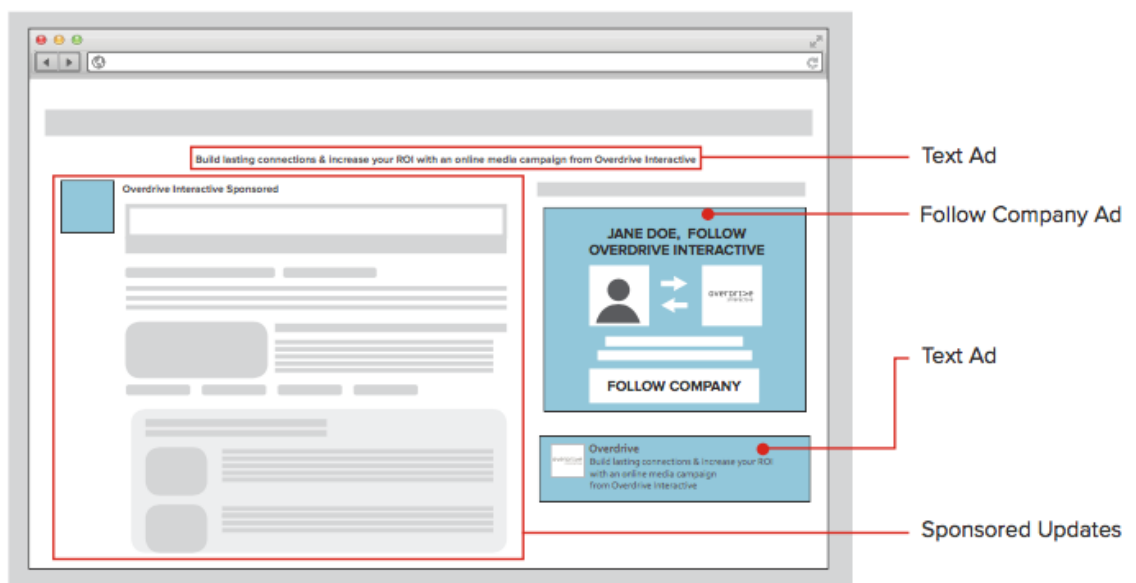 Build lasting connections & increase your ROI with an online media campaign from Overdrive Interactive
Text Ad
Overdrive Interactive Sponsored
Follow Company Ad
JANE DOE, FOLLOW
OVERDRIVE INTERACTIVE
overdrive
interactive
FOLLOW COMPANY
Text Ad
Overdrive
Build lasting connections & increase your ROI
with an online media campaign
from Overdrive Interactive
Sponsored Updates